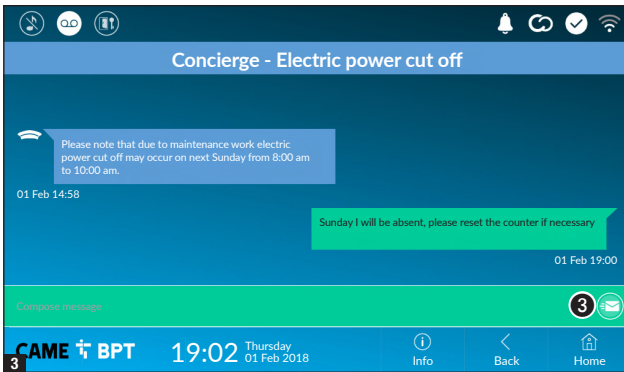 Concierge - Electric power cut off
Please note that due to maintenance work electric
power cut off may occur on next Sunday from 8:00 am
to 10:00 am.
01 Feb 14:58
Sunday I will be absent, please reset the counter if necessary
01 Feb 19:00
Compose message
3
CAME BPT
19:02
Thursday
01 Feb 2018
Info
Back
Home
3